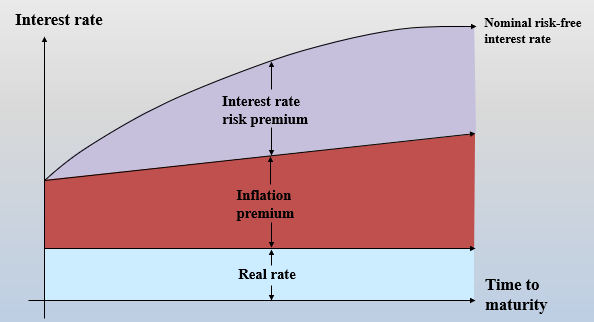 Interest rate
Nominal risk-free
interest rate
Interest rate
risk premium
Inflation
premium
Real rate
Time to
maturity